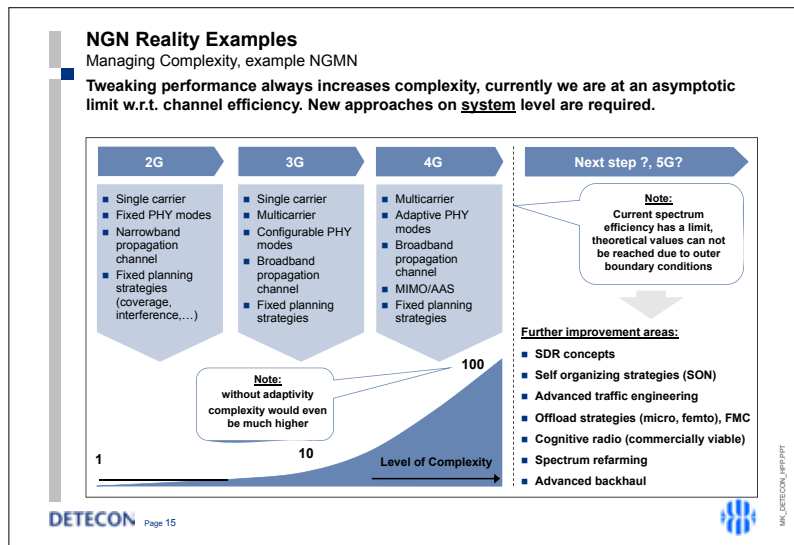 NGN Reality Examples
Managing Complexity, example NGMN
Tweaking performance always increases complexity, currently we are at an asymptotic
limit w.r.t. channel efficiency. New approaches on system level are required.
2G
3G
4G
Next step ?, 5G?
Single carrier
Fixed PHY modes
Narrowband
propagation
channel
Fixed planning
strategies
(coverage,
interference,…)
Single carrier
Multicarrier
Configurable PHY
modes
Broadband
propagation
channel
Fixed planning
strategies
Multicarrier
Adaptive PHY
modes
Broadband
propagation
channel
MIMO/AAS
Fixed planning
strategies
Note:
Current spectrum
efficiency has a limit,
theoretical values can not
be reached due to outer
boundary conditions
Further improvement areas:
SDR concepts
Self organizing strategies (SON)
Advanced traffic engineering
Offload strategies (micro, femto), FMC
Cognitive radio (commercially viable)
Spectrum refarming
Advanced backhaul
Note:
without adaptivity
complexity would even
be much higher
1
10
100
Level of Complexity
DETECON Page 15
MK_DETECON_HPP.PPT